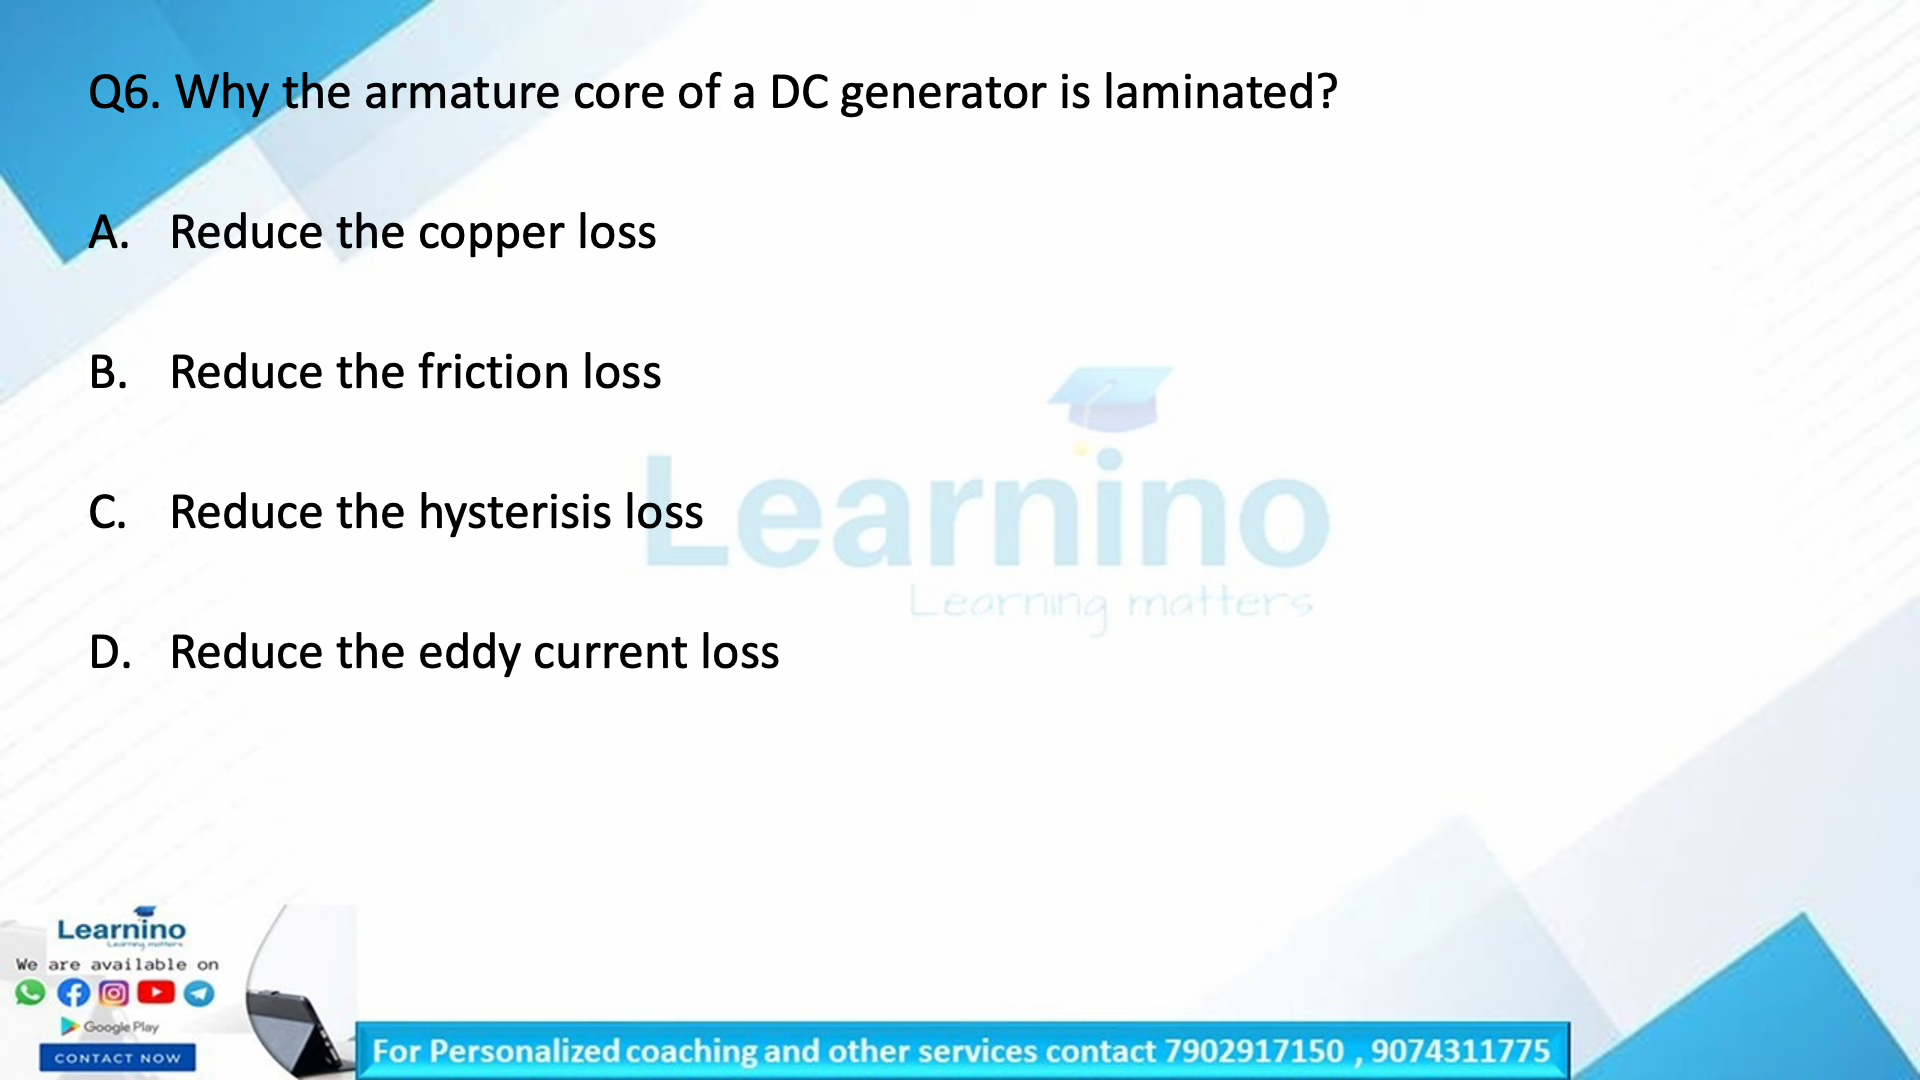 Q6. Why the armature core of a DC generator is laminated?
A. Reduce the copper loss
B. Reduce the friction loss
C. Reduce the hysterisis loss
D. Reduce the eddy current loss
Learnino
Learning matters
Learnino
Learning matters
We are available on
Google Play
CONTACT NOW
For Personalized coaching and other services contact 7902917150 , 9074311775